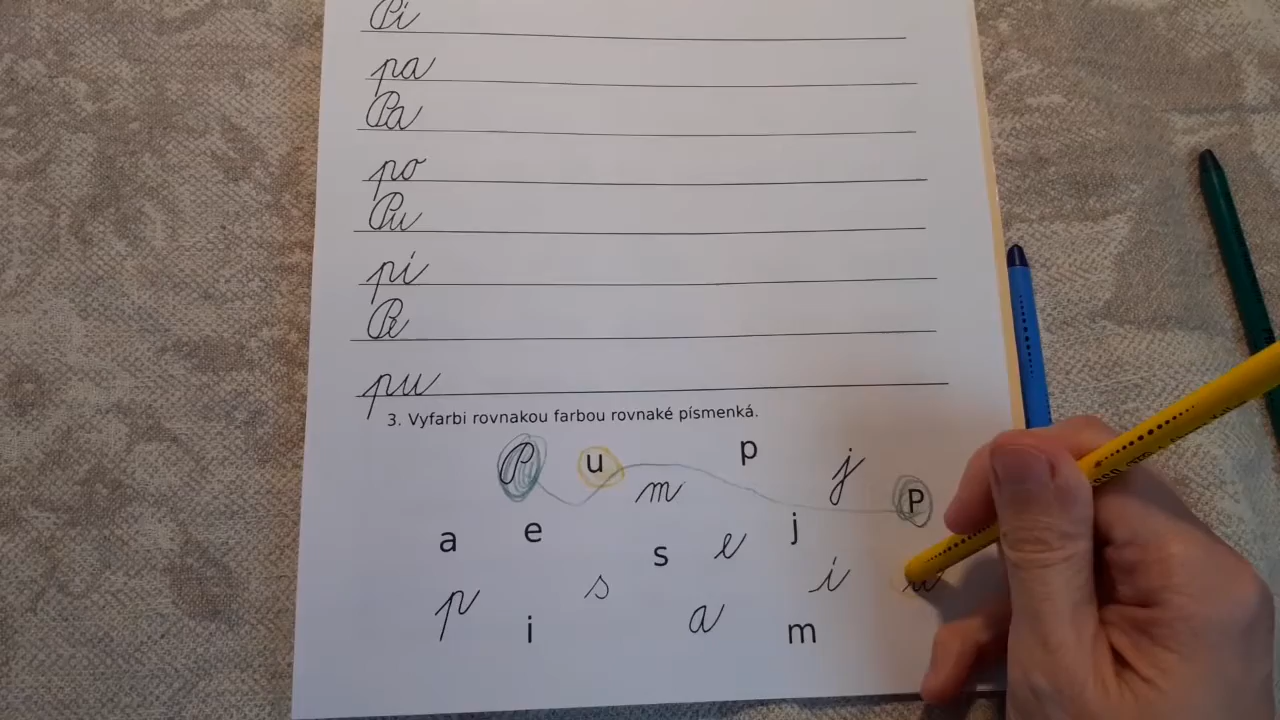 Pi
pa
Pa
po
Pu
pi
Pe
pu
3. Vyfarbi rovnakou farbou rovnaké písmenká.
P u p j
m P
a e s e j
p s i u
i a m